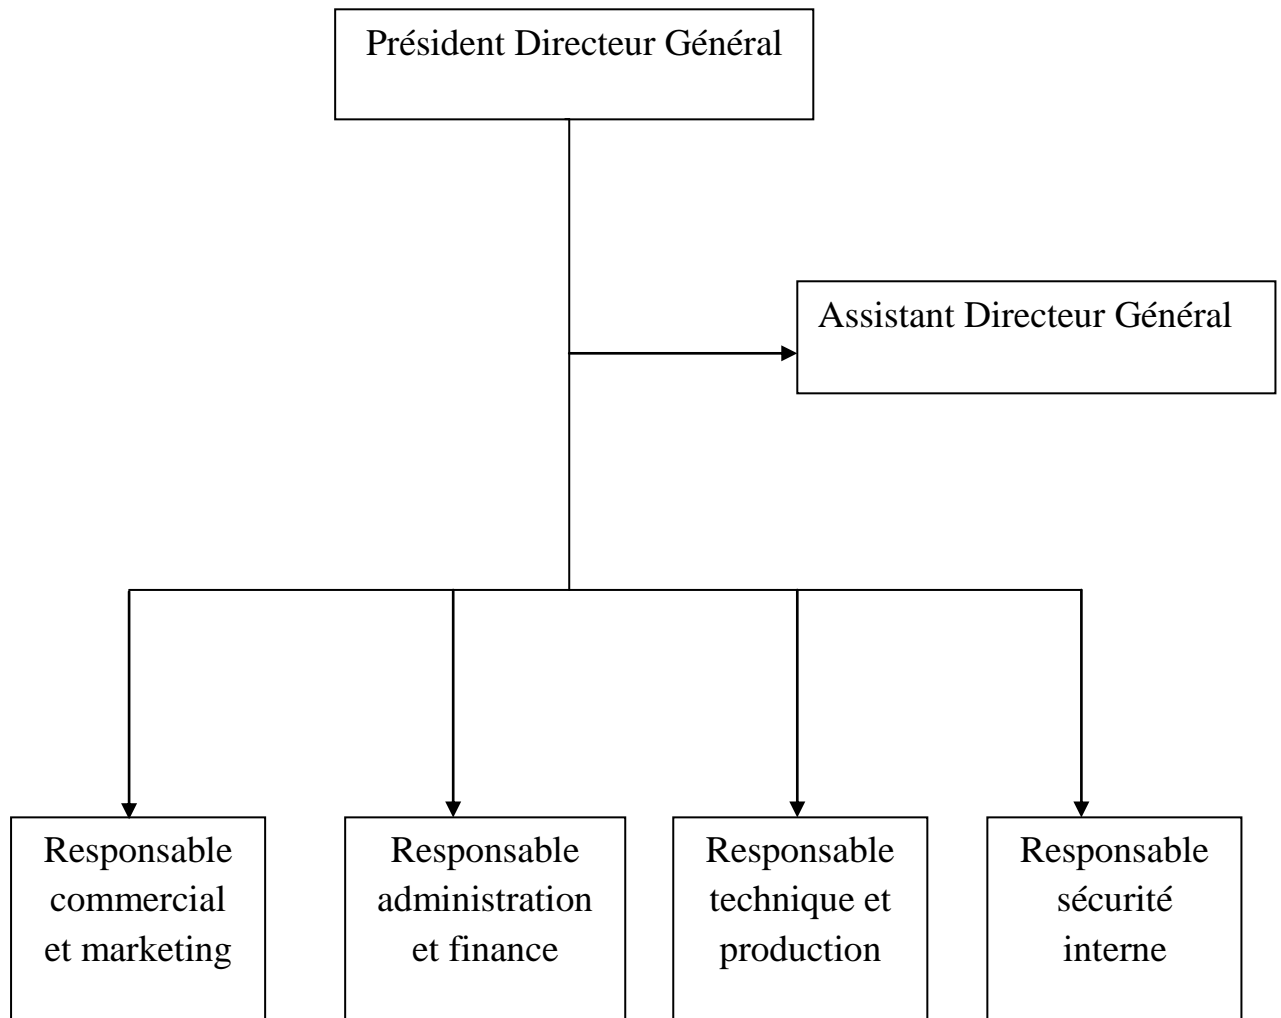 Président Directeur Général
Assistant Directeur Général
Responsable
commercial
et marketing
Responsable
administration
et finance
Responsable
technique et
production
Responsable
sécurité
interne